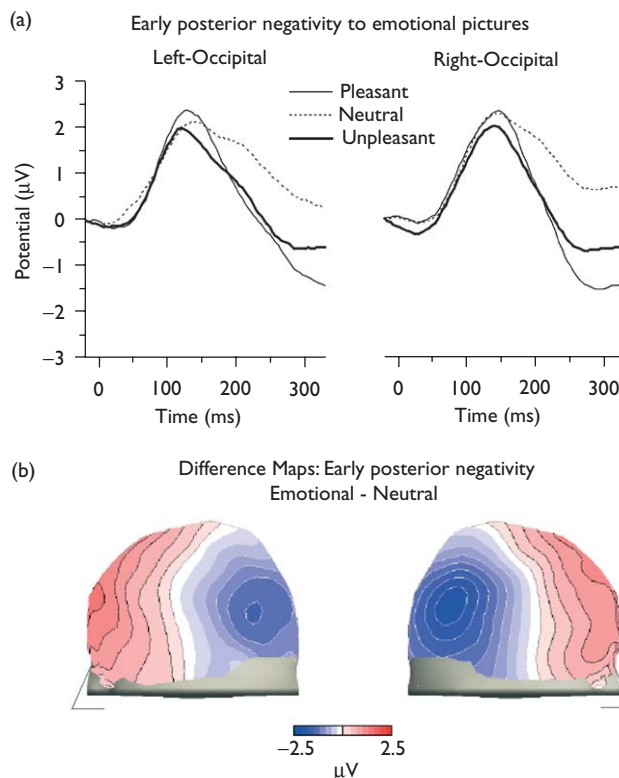 (a)
Early posterior negativity to emotional pictures
Left-Occipital
Right-Occipital
Pleasant
Neutral
Unpleasant
Potential (µV)
3
2
1
0
−1
−2
−3
0 100 200 300
Time (ms)
0 100 200 300
Time (ms)
(b)
Difference Maps: Early posterior negativity
Emotional - Neutral
−2.5 2.5
µV